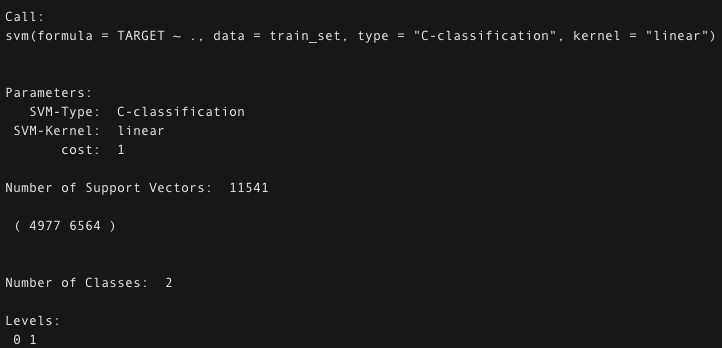 Call:
svm(formula = TARGET ~ ., data = train_set, type = "C-classification", kernel = "linear")
Parameters:
SVM-Type:  C-classification
SVM-Kernel:  linear
cost:  1
Number of Support Vectors:  11541
( 4977 6564 )
Number of Classes:  2
Levels:
0 1